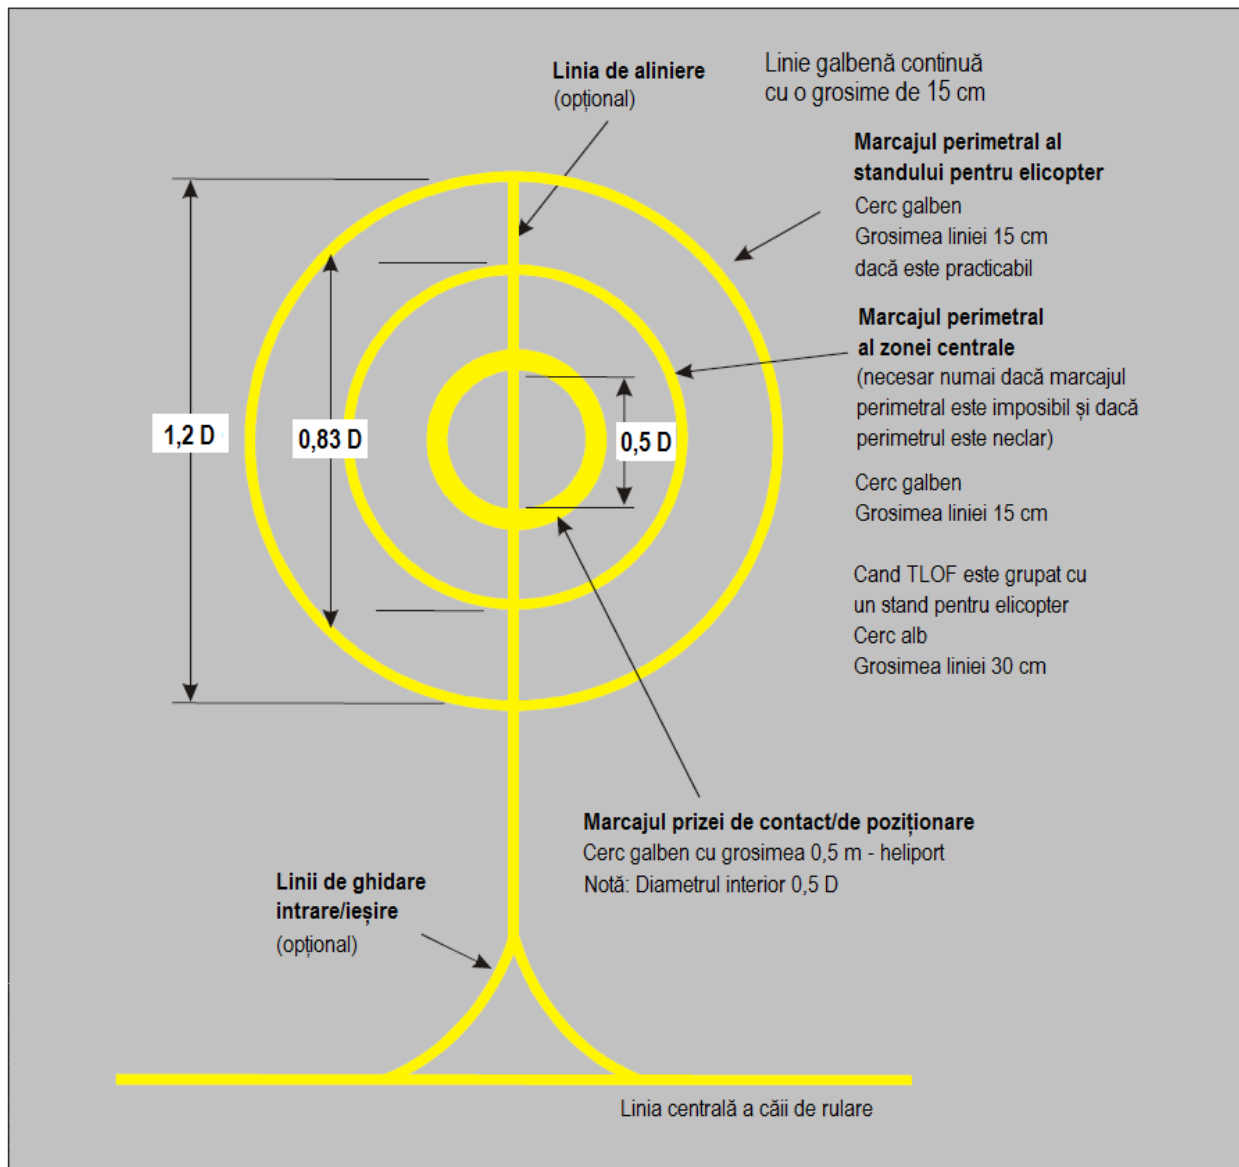 Linia de aliniere
(opțional)
Linie galbenă continuă
cu o grosime de 15 cm
Marcajul perimetral al
standului pentru elicopter
Cerc galben
Grosimea liniei 15 cm
dacă este practicabil
Marcajul perimetral
al zonei centrale
(necesar numai dacă marcajul
perimetral este imposibil și dacă
perimetrul este neclar)
Cerc galben
Grosimea liniei 15 cm
Cand TLOF este grupat cu
un stand pentru elicopter
Cerc alb
Grosimea liniei 30 cm
1,2 D
0,83 D
0,5 D
Marcajul prizei de contact/de poziționare
Cerc galben cu grosimea 0,5 m - heliport
Notă: Diametrul interior 0,5 D
Linii de ghidare
intrare/ieșire
(opțional)
Linia centrală a căii de rulare